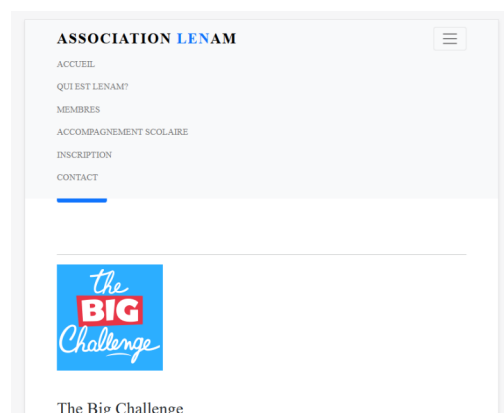 ASSOCIATION LENAM
ACCUEIL
QUI EST LENAM?
MEMBRES
ACCOMPAGNEMENT SCOLAIRE
INSCRIPTION
CONTACT
the
BIG
Challenge
The Big Challenge